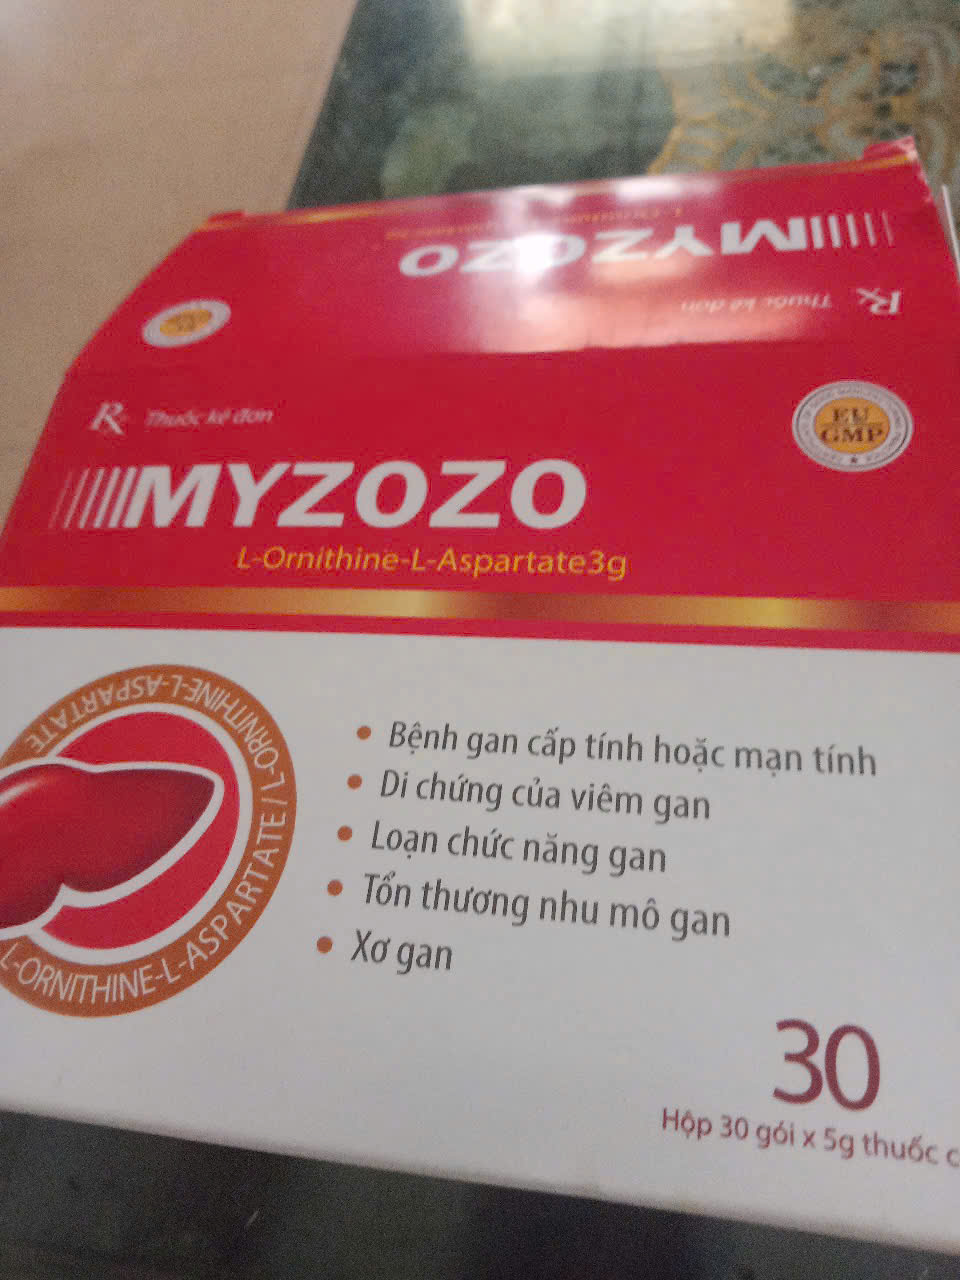 Rx Thuốc kê đơn
MYZOZO
Rx Thuốc kê đơn
EU
GMP
MYZOZO
L-Ornithine-L-Aspartate3g
L-ORNITHINE-L-ASPARTATE / L-ORNITHINE-L-ASPARTATE
• Bệnh gan cấp tính hoặc mạn tính
• Di chứng của viêm gan
• Loạn chức năng gan
• Tổn thương nhu mô gan
• Xơ gan
30
Hộp 30 gói x 5g thuốc c